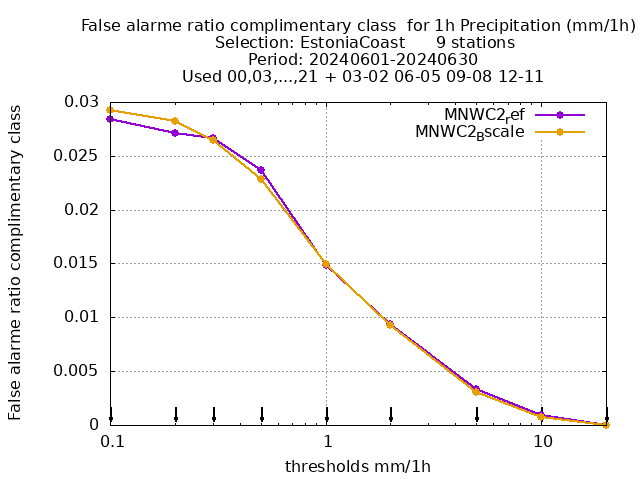 False alarme ratio complimentary class  for 1h Precipitation (mm/1h)
Selection: EstoniaCoast      9 stations
Period: 20240601-20240630
Used 00,03,...,21 + 03-02 06-05 09-08 12-11
False alarme ratio complimentary class
0.03
0.025
0.02
0.015
0.01
0.005
0
MNWC2ref
MNWC2Bscale
0.1
1
10
thresholds mm/1h